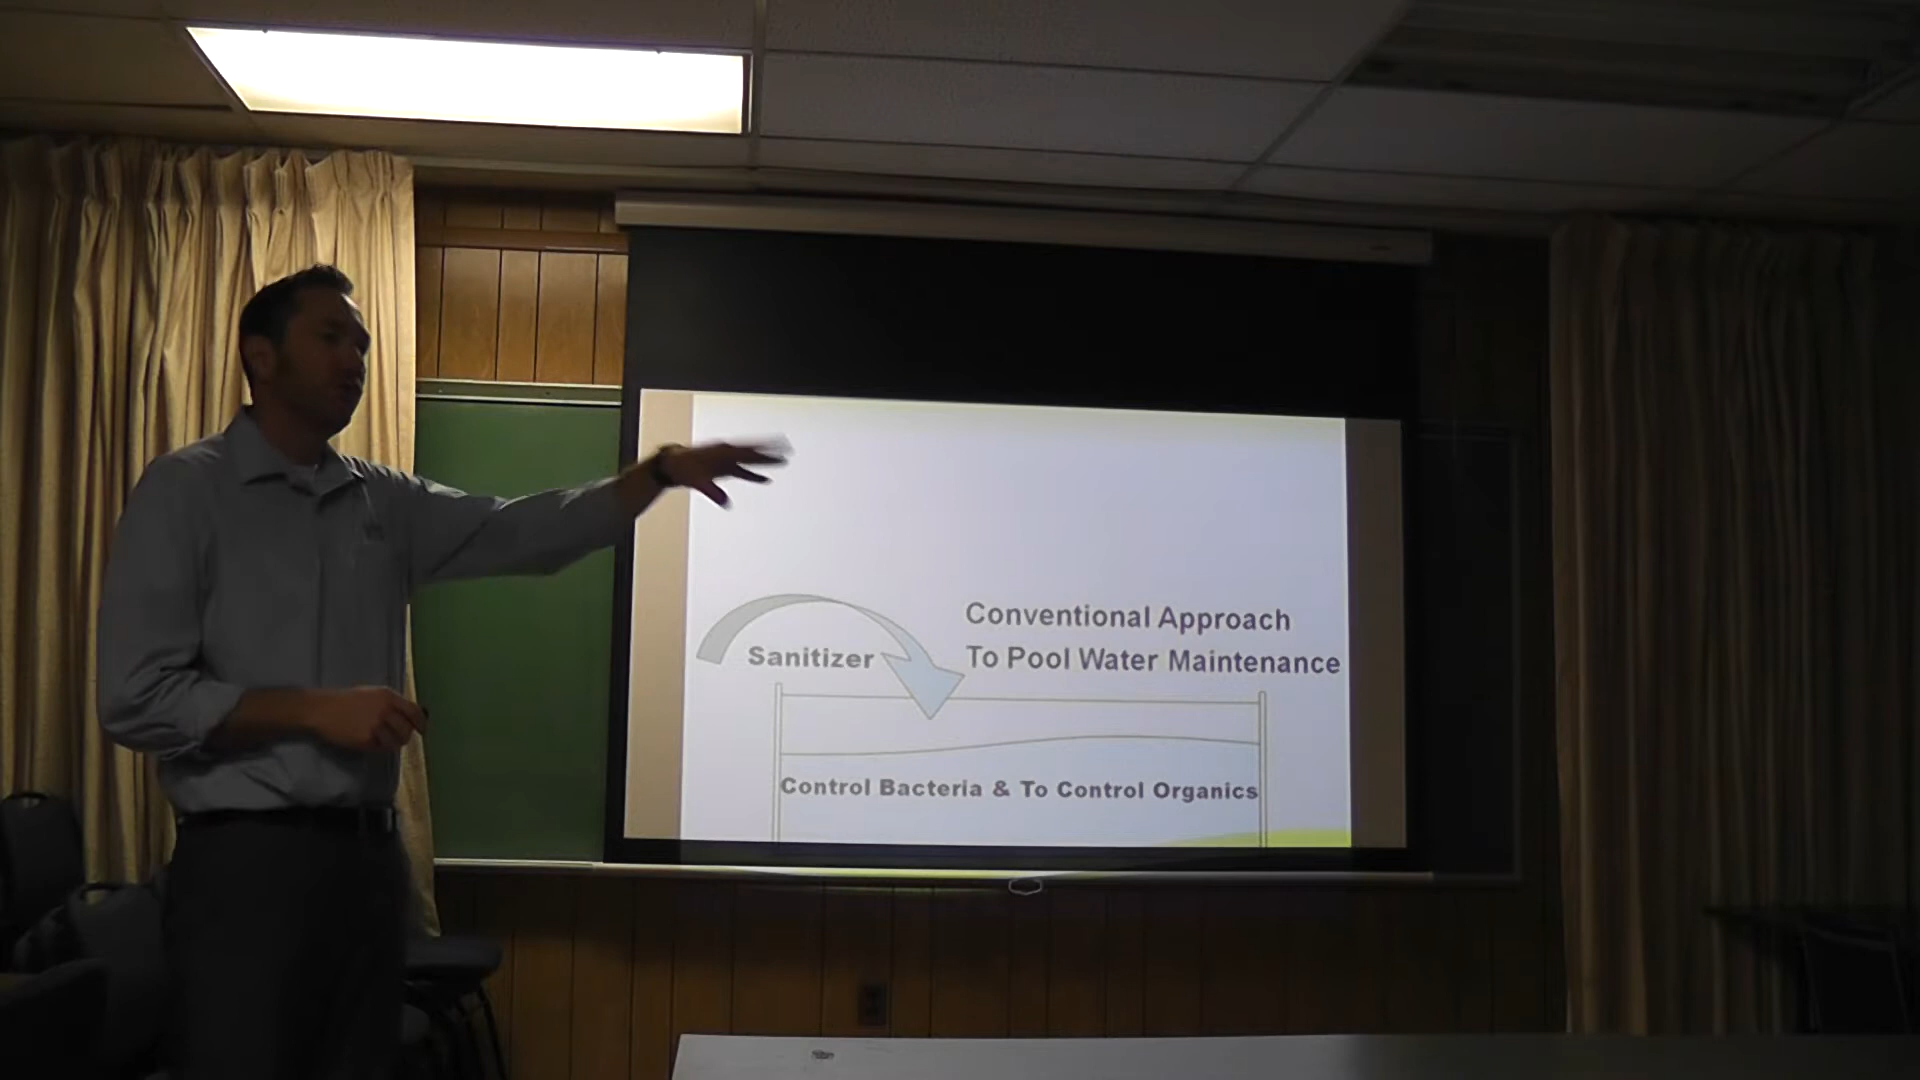 Conventional Approach
To Pool Water Maintenance
Sanitizer
Control Bacteria & To Control Organics